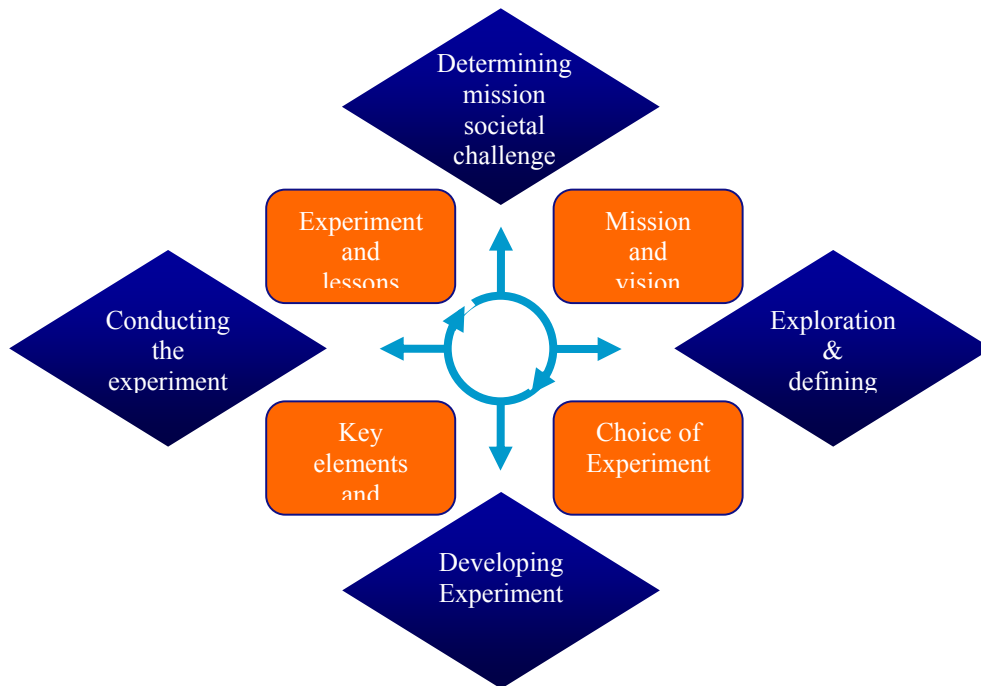 Determining
mission
societal
challenge
Experiment
and
lessons
Mission
and
vision
Conducting
the
experiment
Exploration
&
defining
Key
elements
and
Choice of
Experiment
Developing
Experiment